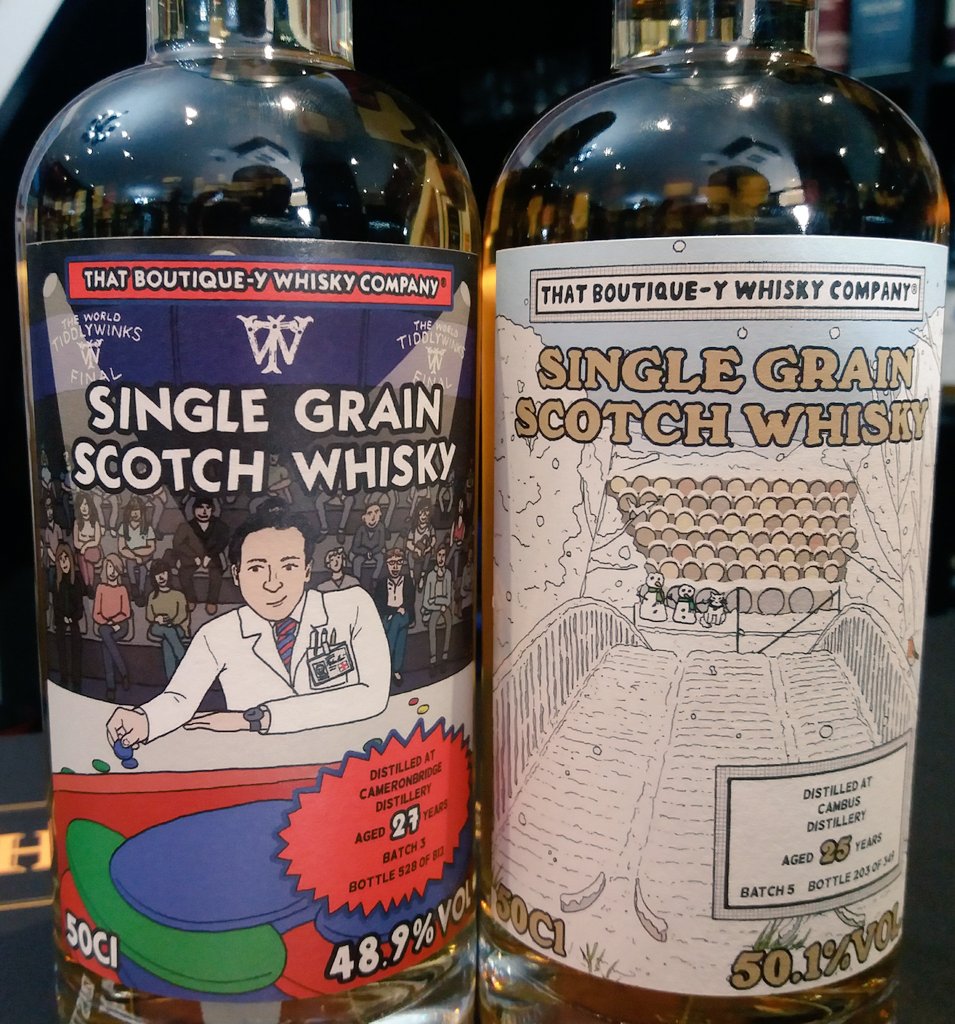 THAT BOUTIQUE-Y WHISKY COMPANY®
THE WORLD
TIDDLYWINKS
W
FINAL
TW
THE WORLD
TIDDLYWINKS
W
FINAL
SINGLE GRAIN
SCOTCH WHISKY
DISTILLED AT
CAMERONBRIDGE
DISTILLERY
AGED 27 YEARS
BATCH 3
BOTTLE 528 OF 812
50Cl
48.9%VOL
THAT BOUTIQUE-Y WHISKY COMPANY®
SINGLE GRAIN
SCOTCH WHISKY
DISTILLED AT
CAMBUS
DISTILLERY
AGED 25 YEARS
BATCH 5 BOTTLE 203 OF 349
50Cl
50.1%VOL
H